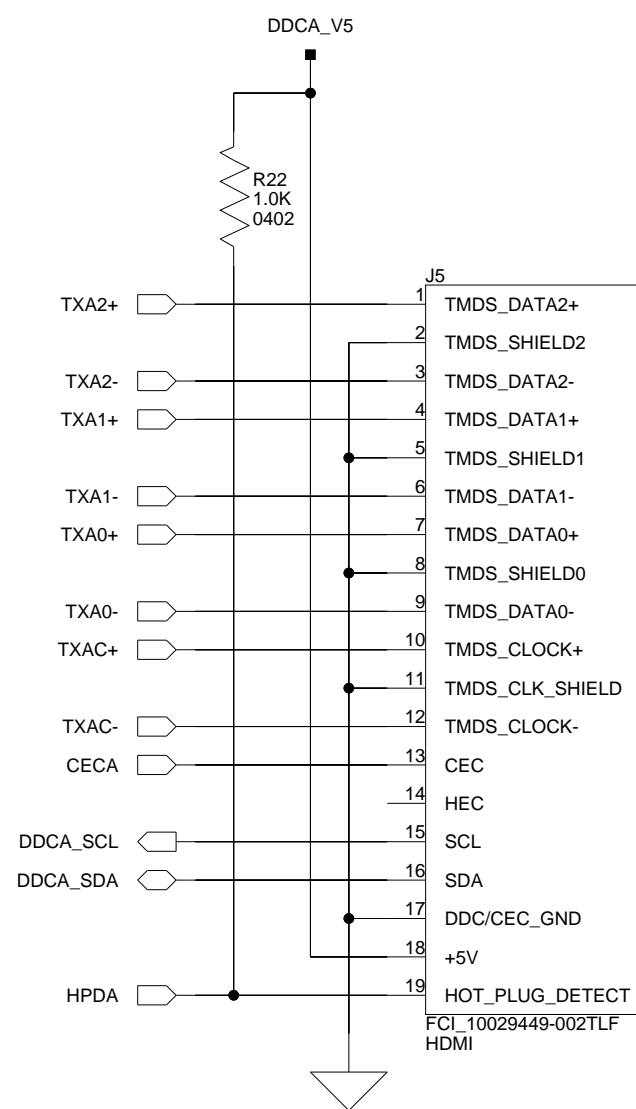 DDCA_V5
R22
1.0K
0402
J5
TXA2+ 1 TMDS_DATA2+
2 TMDS_SHIELD2
TXA2- 3 TMDS_DATA2-
TXA1+ 4 TMDS_DATA1+
5 TMDS_SHIELD1
TXA1- 6 TMDS_DATA1-
TXA0+ 7 TMDS_DATA0+
8 TMDS_SHIELD0
TXA0- 9 TMDS_DATA0-
TXAC+ 10 TMDS_CLOCK+
11 TMDS_CLK_SHIELD
TXAC- 12 TMDS_CLOCK-
CECA 13 CEC
14 HEC
DDCA_SCL 15 SCL
DDCA_SDA 16 SDA
17 DDC/CEC_GND
18 +5V
HPDA 19 HOT_PLUG_DETECT
FCI_10029449-002TLF
HDMI